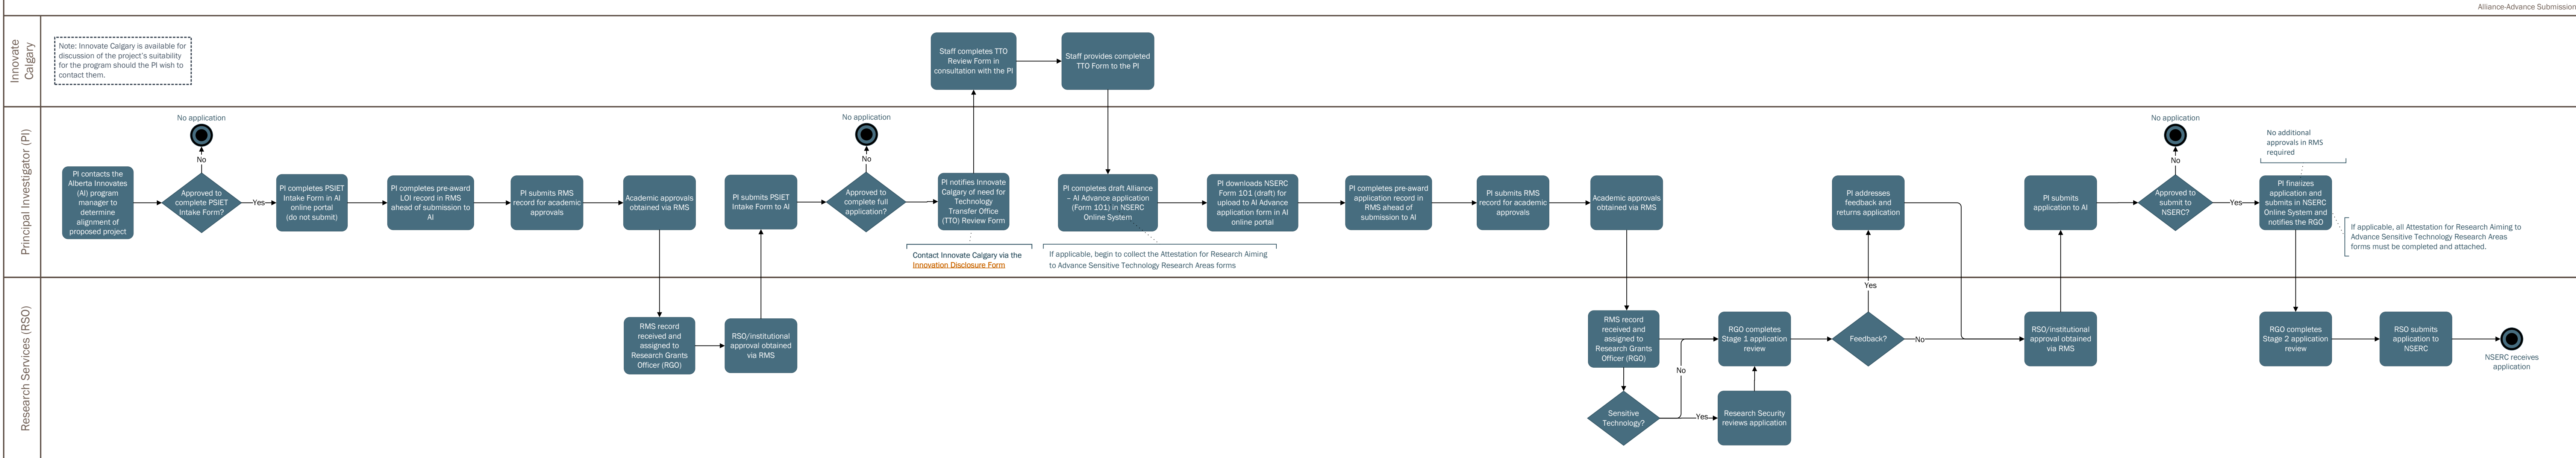 Alliance-Advance Submission
Innovate
Calgary
Note: Innovate Calgary is available for
discussion of the project's suitability
for the program should the PI wish to
contact them.
Staff completes TTO
Review Form in
consultation with the PI
Staff provides completed
TTO Form to the PI
Principal Investigator (PI)
PI contacts the
Alberta Innovates
(AI) program
manager to
determine
alignment of
proposed project
No application
No
Approved to
complete PSIET
Intake Form?
Yes
PI completes PSIET
Intake Form in AI
online portal
(do not submit)
PI completes pre-award
LOI record in RMS
ahead of submission to
AI
PI submits RMS
record for academic
approvals
Academic approvals
obtained via RMS
PI submits PSIET
Intake Form to AI
No application
No
Approved to
complete full
application?
PI notifies Innovate
Calgary of need for
Technology
Transfer Office
(TTO) Review Form
Contact Innovate Calgary via the
Innovation Disclosure Form
PI completes draft Alliance
– AI Advance application
(Form 101) in NSERC
Online System
If applicable, begin to collect the Attestation for Research Aiming
to Advance Sensitive Technology Research Areas forms
PI downloads NSERC
Form 101 (draft) for
upload to AI Advance
application form in AI
online portal
PI completes pre-award
application record in
RMS ahead of
submission to AI
PI submits RMS
record for academic
approvals
Academic approvals
obtained via RMS
PI addresses
feedback and
returns application
PI submits
application to AI
No application
No
Approved to
submit to
NSERC?
Yes
No additional
approvals in RMS
required
PI finarizes
application and
submits in NSERC
Online System and
notifies the RGO
If applicable, all Attestation for Research Aiming to
Advance Sensitive Technology Research Areas
forms must be completed and attached.
Research Services (RSO)
RMS record
received and
assigned to
Research Grants
Officer (RGO)
RSO/institutional
approval obtained
via RMS
RMS record
received and
assigned to
Research Grants
Officer (RGO)
Sensitive
Technology?
No
Yes
Research Security
reviews application
RGO completes
Stage 1 application
review
Feedback?
Yes
No
RSO/institutional
approval obtained
via RMS
RGO completes
Stage 2 application
review
RSO submits
application to
NSERC
NSERC receives
application